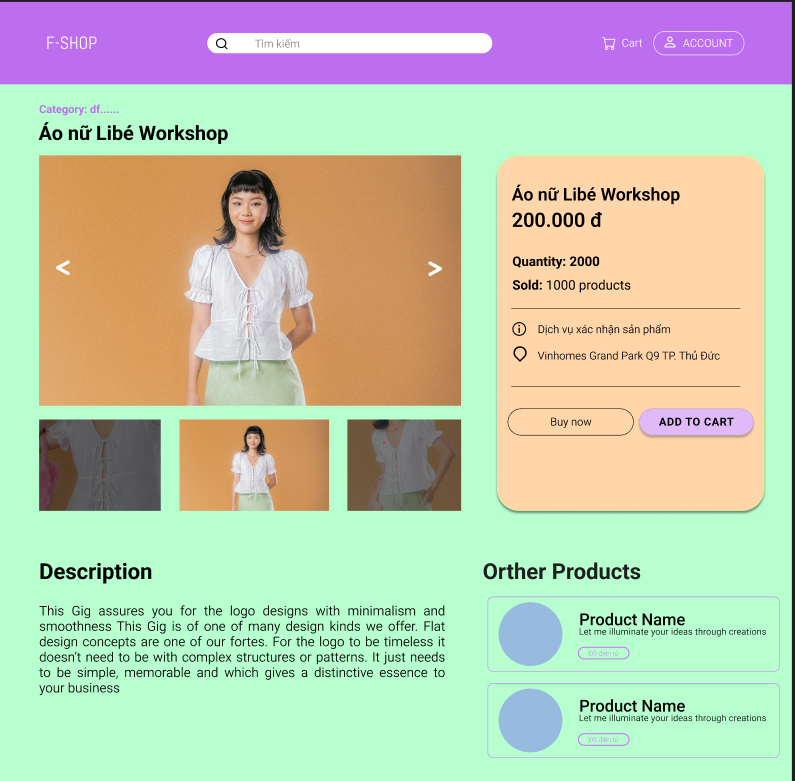 F-SHOP
Tìm kiếm
Cart
ACCOUNT
Category: df......
Áo nữ Libé Workshop
<
>
Áo nữ Libé Workshop
200.000 đ
Quantity: 2000
Sold: 1000 products
Dịch vụ xác nhận sản phẩm
Vinhomes Grand Park Q9 TP. Thủ Đức
Buy now
ADD TO CART
Description
This Gig assures you for the logo designs with minimalism and
smoothness This Gig is of one of many design kinds we offer. Flat
design concepts are one of our fortes. For the logo to be timeless it
doesn't need to be with complex structures or patterns. It just needs
to be simple, memorable and which gives a distinctive essence to
your business
Orther Products
Product Name
Let me illuminate your ideas through creations
Đồ điện tử
Product Name
Let me illuminate your ideas through creations
Đồ điện tử